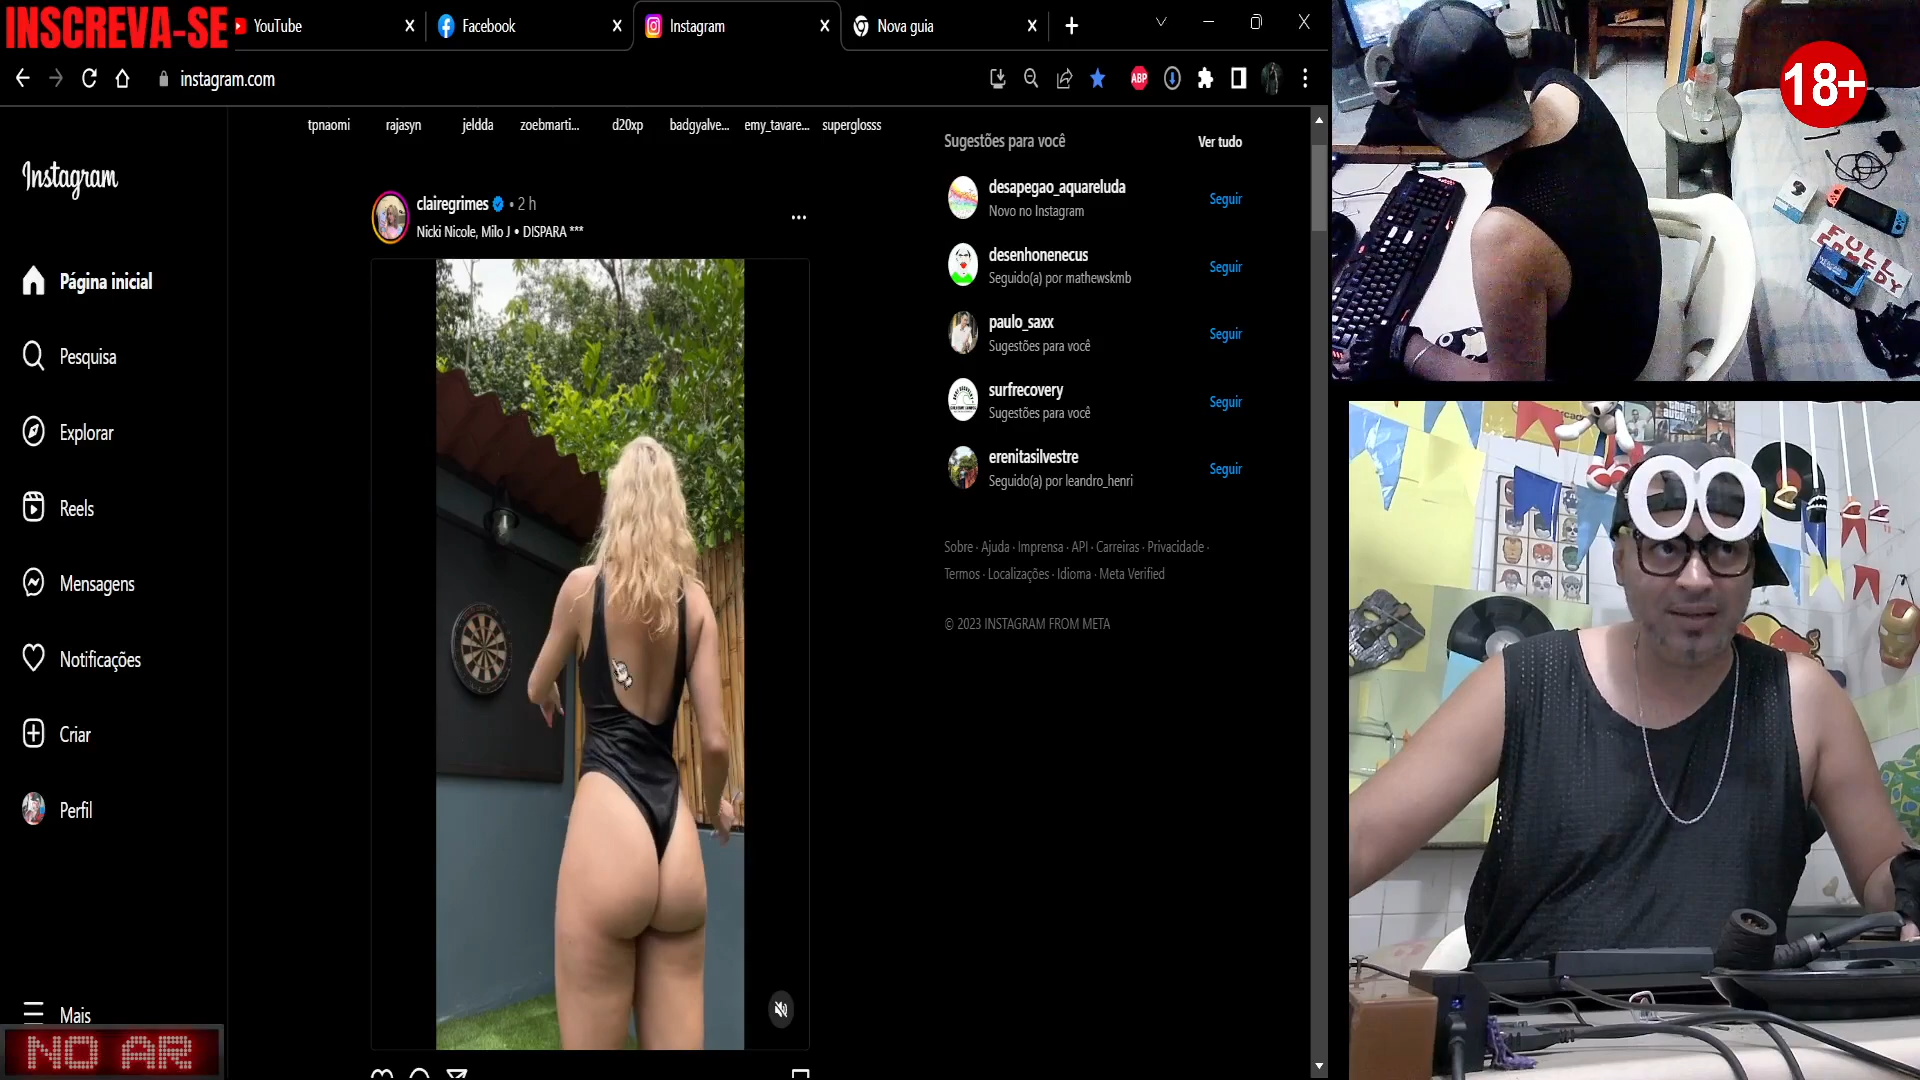 INSCREVA-SE
YouTube
Facebook
Instagram
Nova guia
instagram.com
ABP
Instagram
Página inicial
Pesquisa
Explorar
Reels
Mensagens
Notificações
Criar
Perfil
Mais
NO AR
tpnaomi
rajasyn
jeldda
zoebmarti...
d20xp
badgyalve...
emy_tavare...
superglosss
clairegrimes • 2 h
Nicki Nicole, Milo J • DISPARA ***
Sugestões para você
Ver tudo
desapegao_aquareluda
Novo no Instagram
Seguir
desenhonenecus
Seguido(a) por mathewskmb
Seguir
paulo_saxx
Sugestões para você
Seguir
surfrecovery
Sugestões para você
Seguir
erenitasilvestre
Seguido(a) por leandro_henri
Seguir
Sobre · Ajuda · Imprensa · API · Carreiras · Privacidade ·
Termos · Localizações · Idioma · Meta Verified
© 2023 INSTAGRAM FROM META
18+
FULL
COMEDY